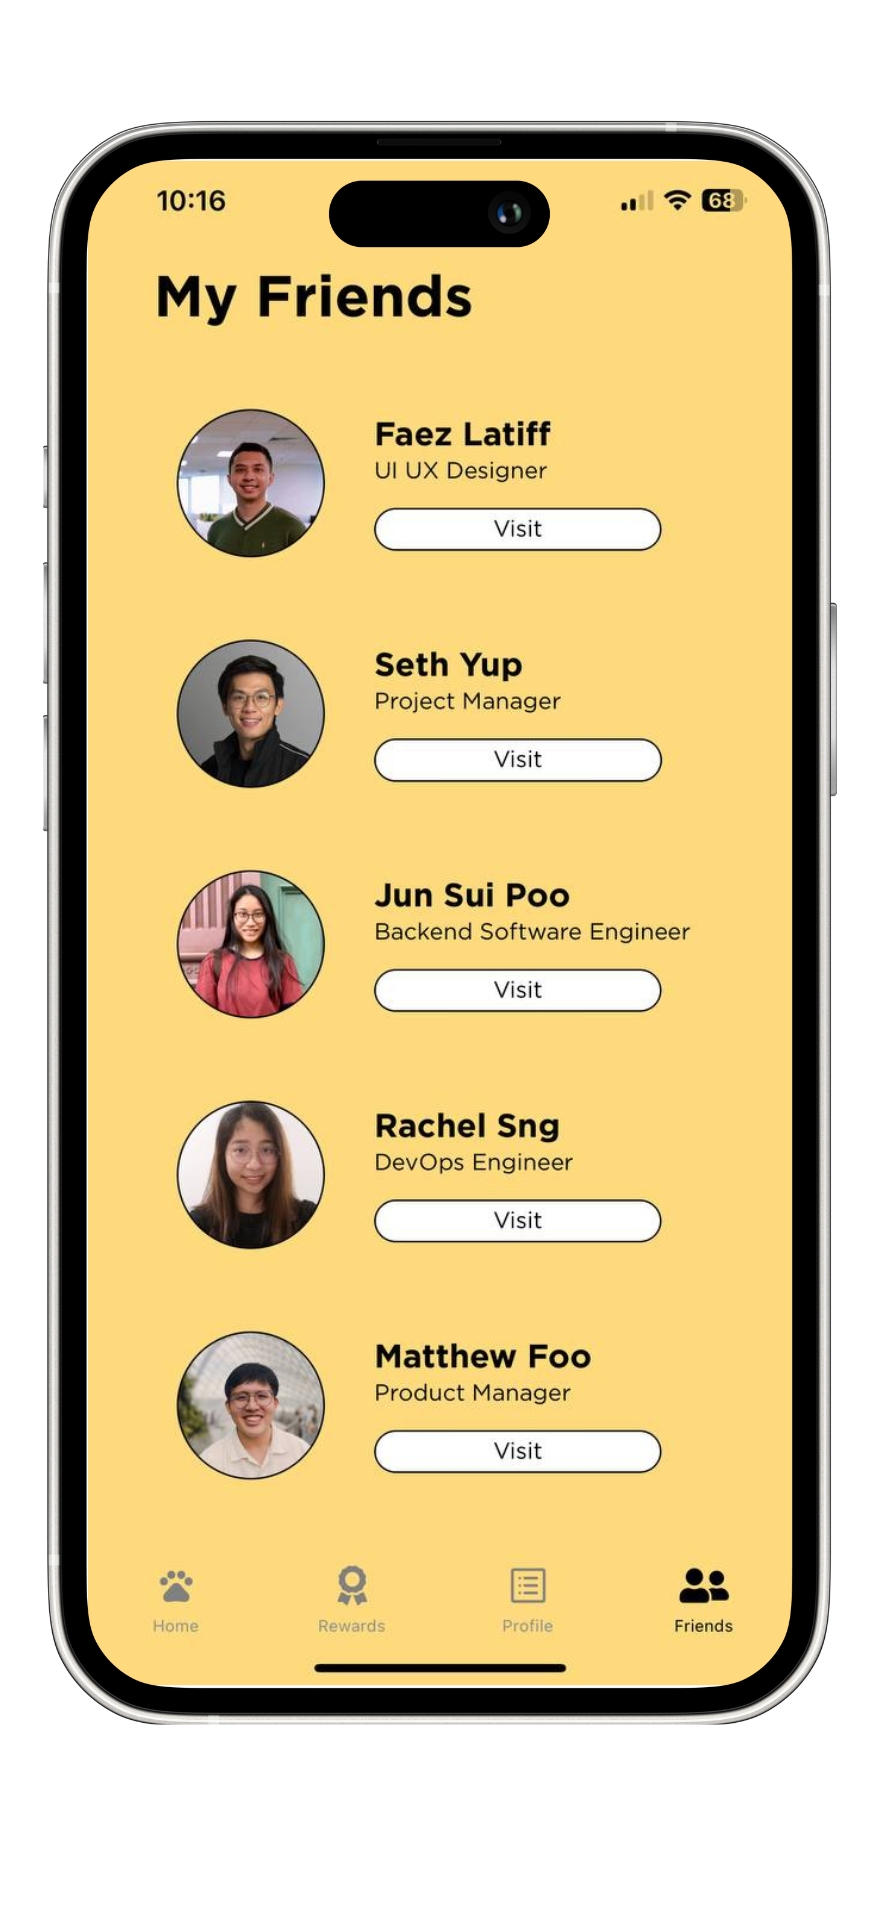 10:16
68
My Friends
Faez Latiff
UI UX Designer
Visit
Seth Yup
Project Manager
Visit
Jun Sui Poo
Backend Software Engineer
Visit
Rachel Sng
DevOps Engineer
Visit
Matthew Foo
Product Manager
Visit
Home Rewards Profile Friends